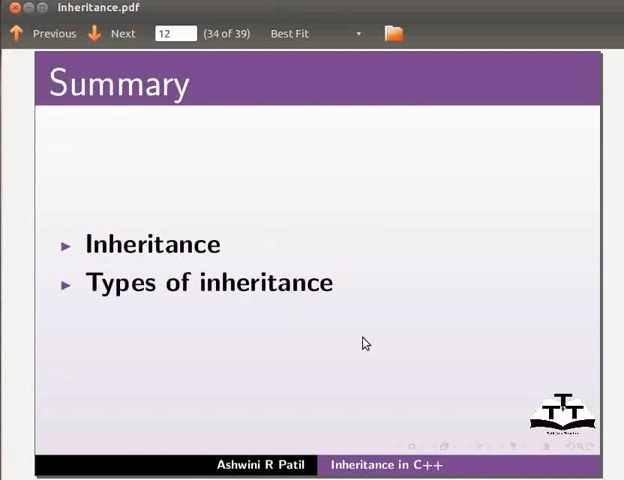 inheritance.pdf
Previous Next 12 (34 of 39) Best Fit
Summary
Inheritance
Types of inheritance
Ashwini R Patil Inheritance in C++